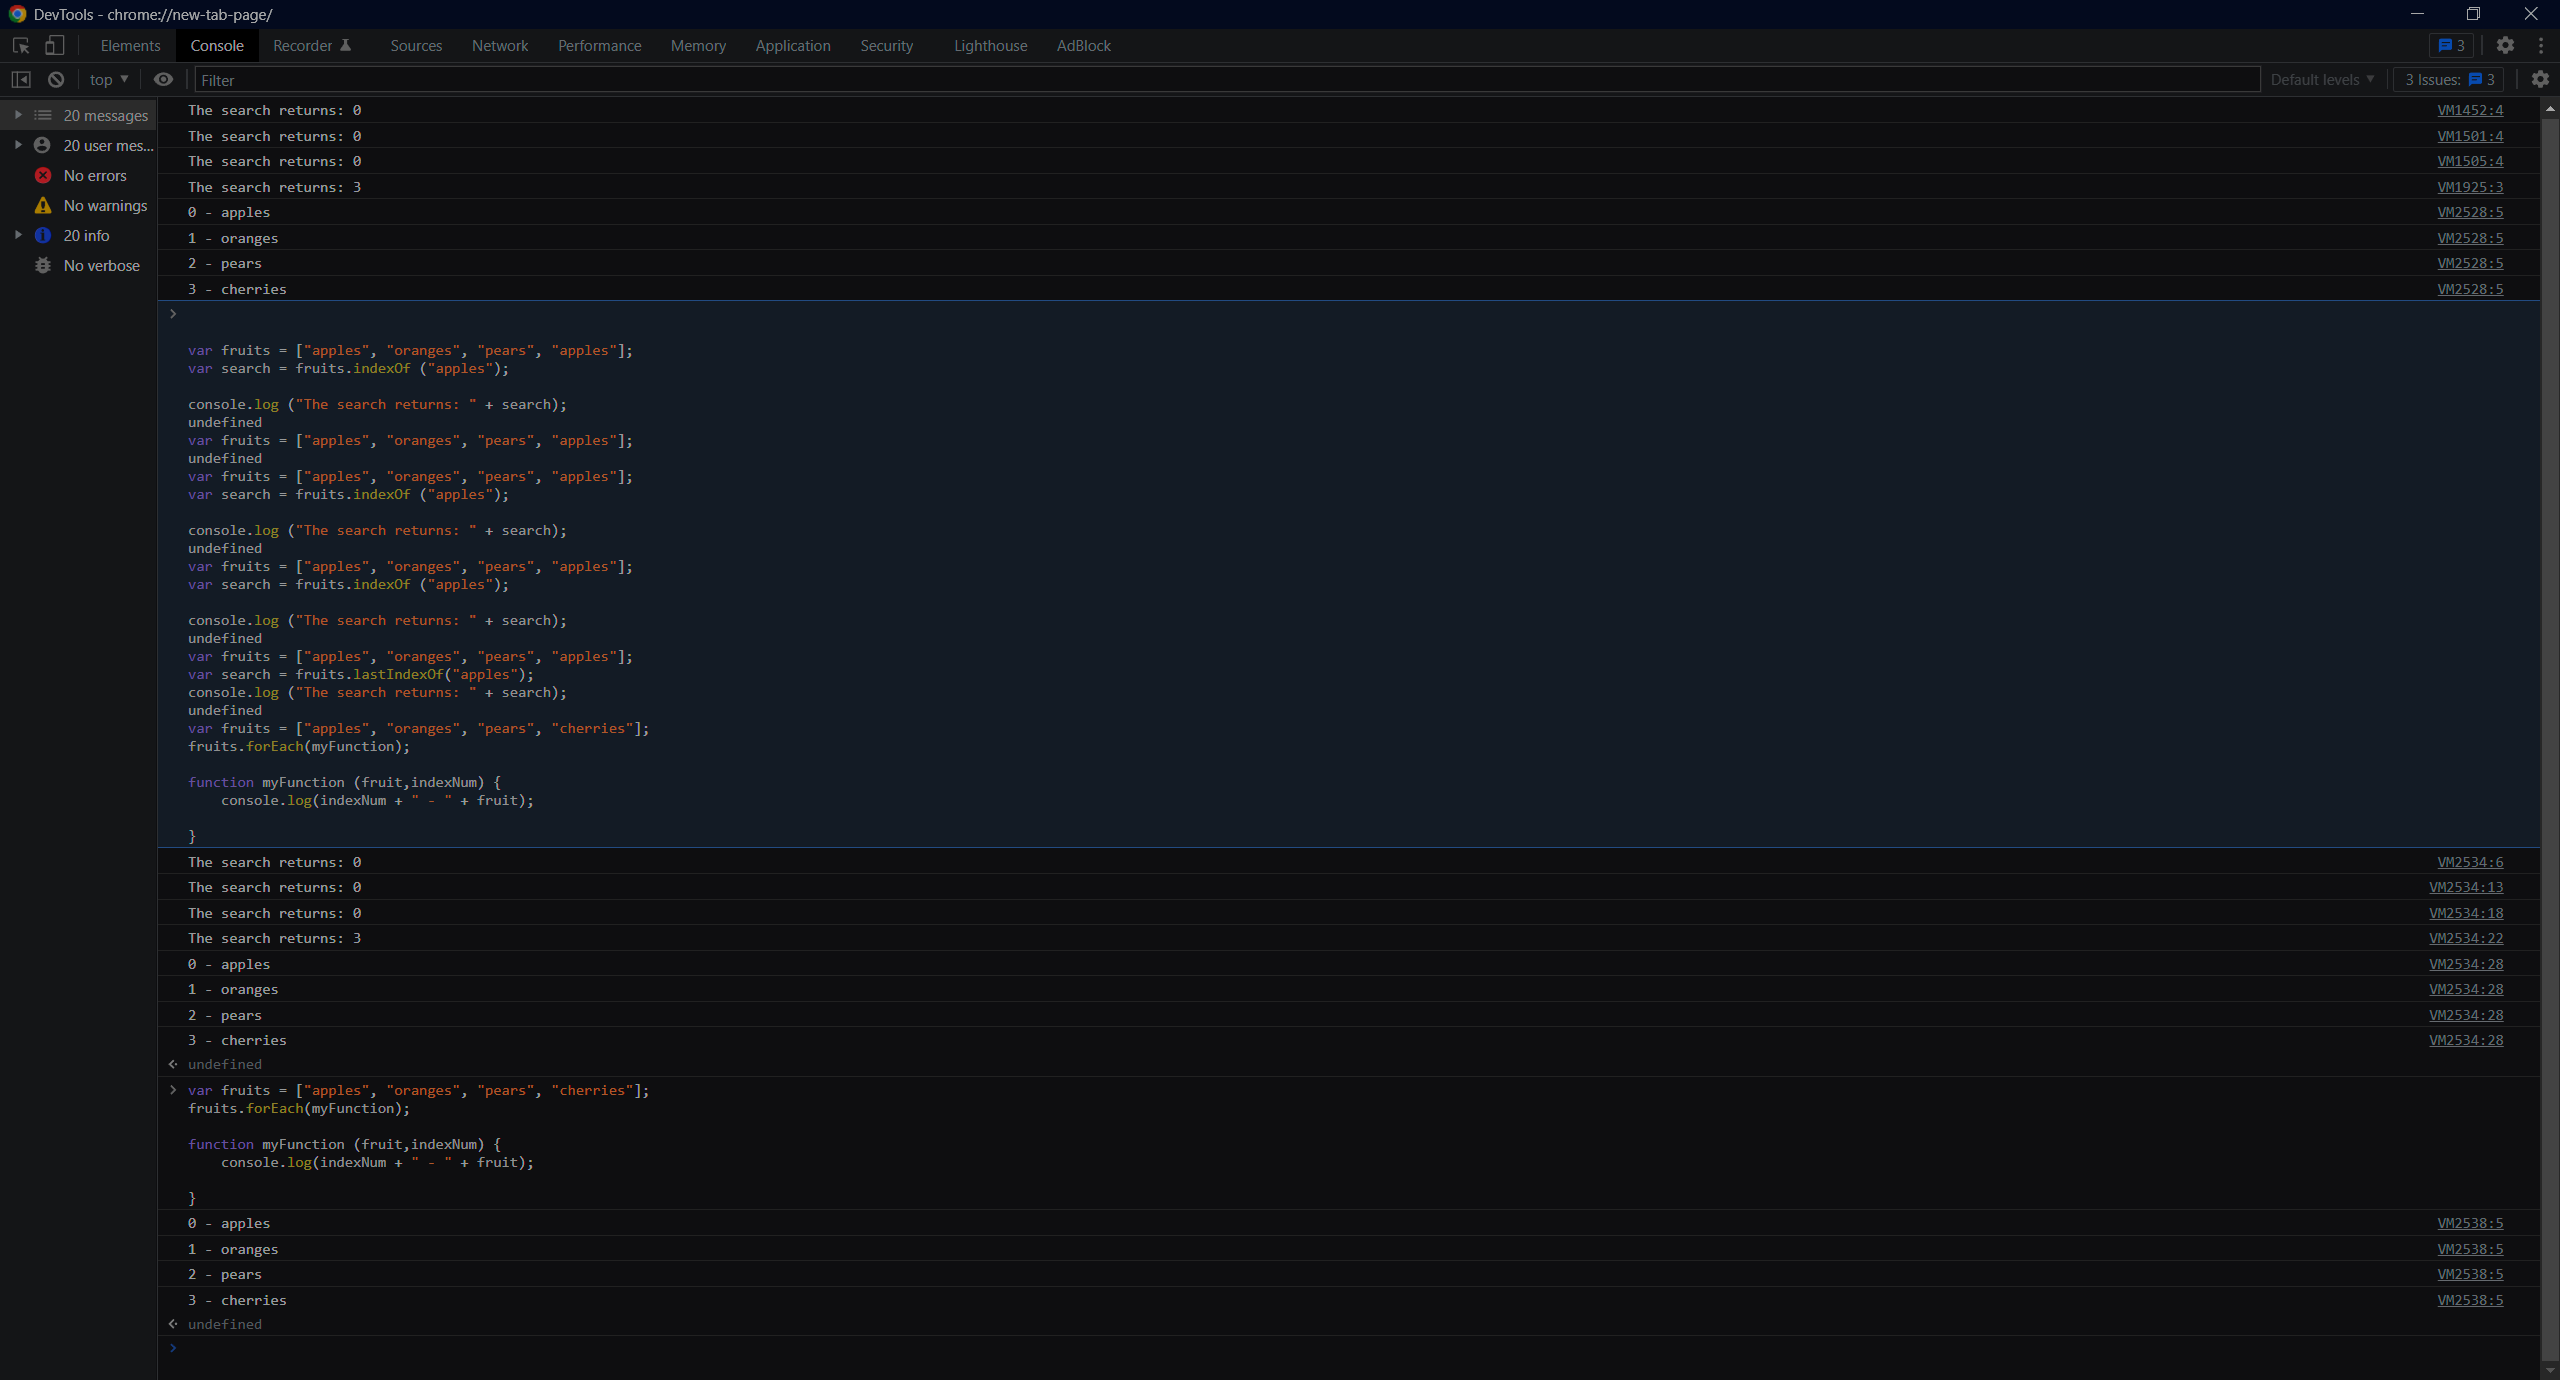 DevTools - chrome://new-tab-page/
Elements Console Recorder Sources Network Performance Memory Application Security Lighthouse AdBlock 3
top Filter Default levels 3 Issues: 3
20 messages
20 user mes...
No errors
No warnings
20 info
No verbose
The search returns: 0 VM1452:4
The search returns: 0 VM1501:4
The search returns: 0 VM1505:4
The search returns: 3 VM1925:3
0 - apples VM2528:5
1 - oranges VM2528:5
2 - pears VM2528:5
3 - cherries VM2528:5
>
var fruits = ["apples", "oranges", "pears", "apples"];
var search = fruits.indexOf ("apples");
console.log ("The search returns: " + search);
undefined
var fruits = ["apples", "oranges", "pears", "apples"];
undefined
var fruits = ["apples", "oranges", "pears", "apples"];
var search = fruits.indexOf ("apples");
console.log ("The search returns: " + search);
undefined
var fruits = ["apples", "oranges", "pears", "apples"];
var search = fruits.indexOf ("apples");
console.log ("The search returns: " + search);
undefined
var fruits = ["apples", "oranges", "pears", "apples"];
var search = fruits.lastIndexOf("apples");
console.log ("The search returns: " + search);
undefined
var fruits = ["apples", "oranges", "pears", "cherries"];
fruits.forEach(myFunction);
function myFunction (fruit,indexNum) {
    console.log(indexNum + " - " + fruit);
}
The search returns: 0 VM2534:6
The search returns: 0 VM2534:13
The search returns: 0 VM2534:18
The search returns: 3 VM2534:22
0 - apples VM2534:28
1 - oranges VM2534:28
2 - pears VM2534:28
3 - cherries VM2534:28
undefined
> var fruits = ["apples", "oranges", "pears", "cherries"];
fruits.forEach(myFunction);
function myFunction (fruit,indexNum) {
    console.log(indexNum + " - " + fruit);
}
0 - apples VM2538:5
1 - oranges VM2538:5
2 - pears VM2538:5
3 - cherries VM2538:5
undefined
>